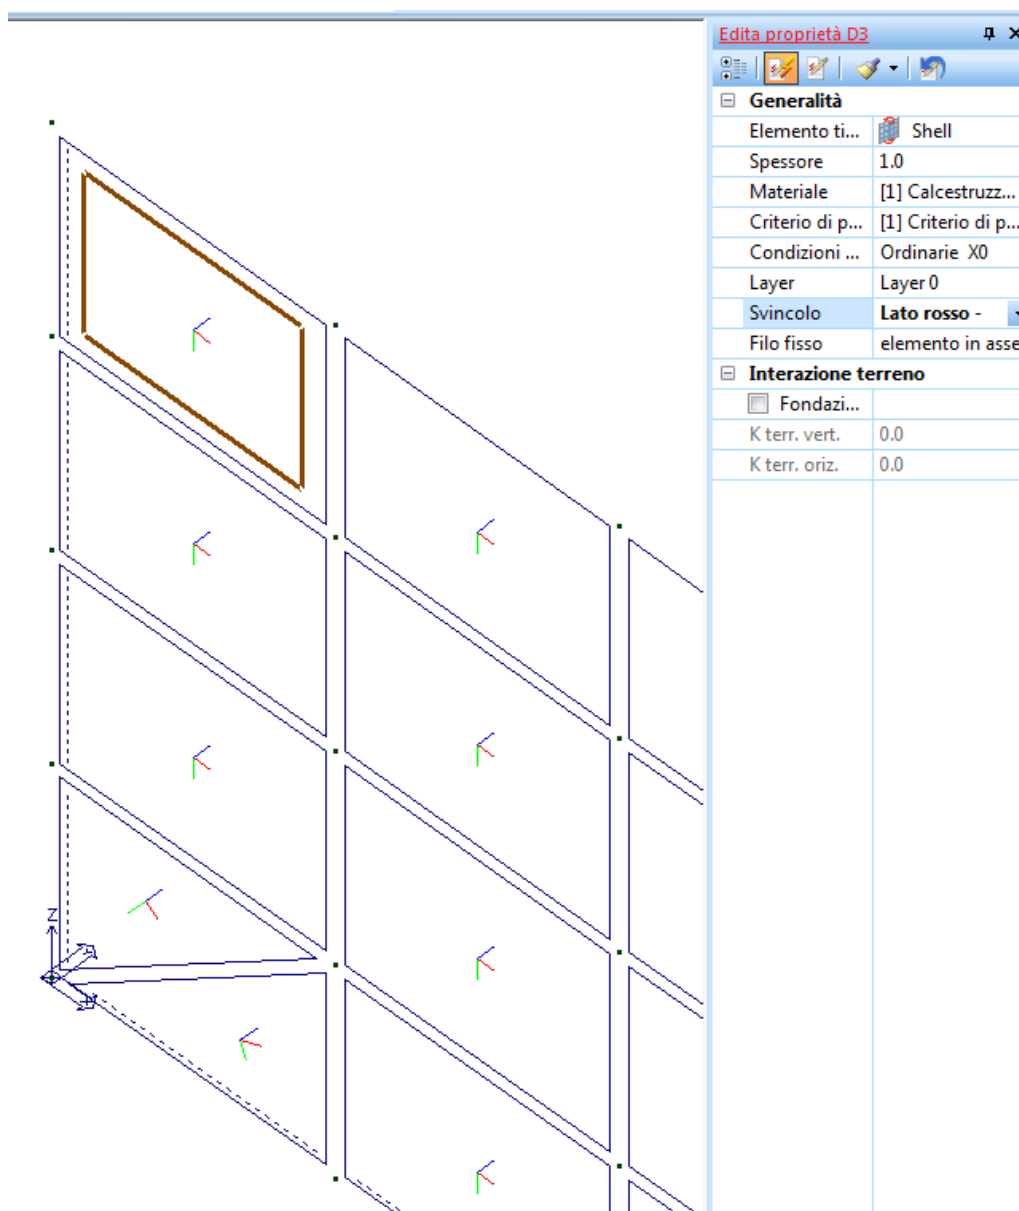 Edita proprietà D3
Generalità
Elemento ti... Shell
Spessore 1.0
Materiale [1] Calcestruzz...
Criterio di p... [1] Criterio di p...
Condizioni ... Ordinarie X0
Layer Layer 0
Svincolo Lato rosso -
Filo fisso elemento in asse
Interazione terreno
Fondazi...
K terr. vert. 0.0
K terr. oriz. 0.0
Z